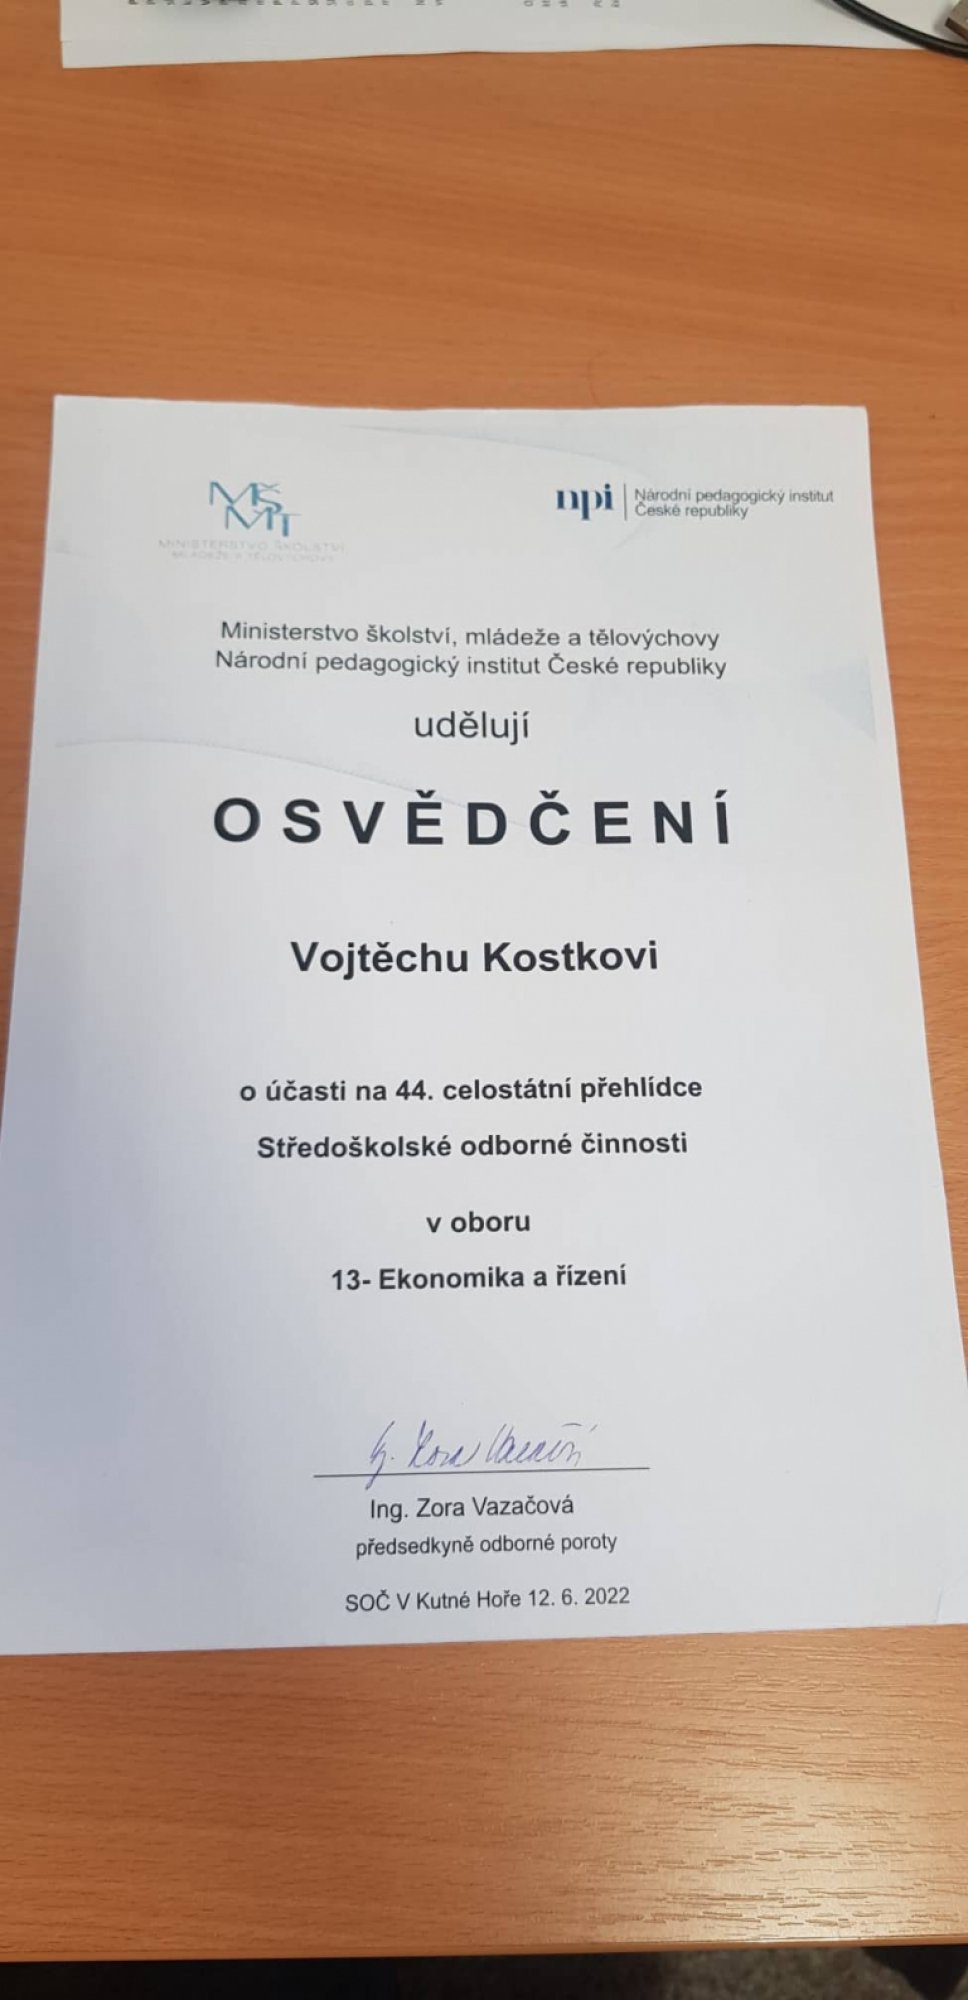 MŠ
MT
MINISTERSTVO ŠKOLSTVÍ
MLÁDEŽE A TĚLOVÝCHOVY
npi
Národní pedagogický institut
České republiky
Ministerstvo školství, mládeže a tělovýchovy
Národní pedagogický institut České republiky
udělují
OSVĚDČENÍ
Vojtěchu Kostkovi
o účasti na 44. celostátní přehlídce
Středoškolské odborné činnosti
v oboru
13- Ekonomika a řízení
Ing. Zora Vazačová
předsedkyně odborné poroty
SOČ V Kutné Hoře 12. 6. 2022